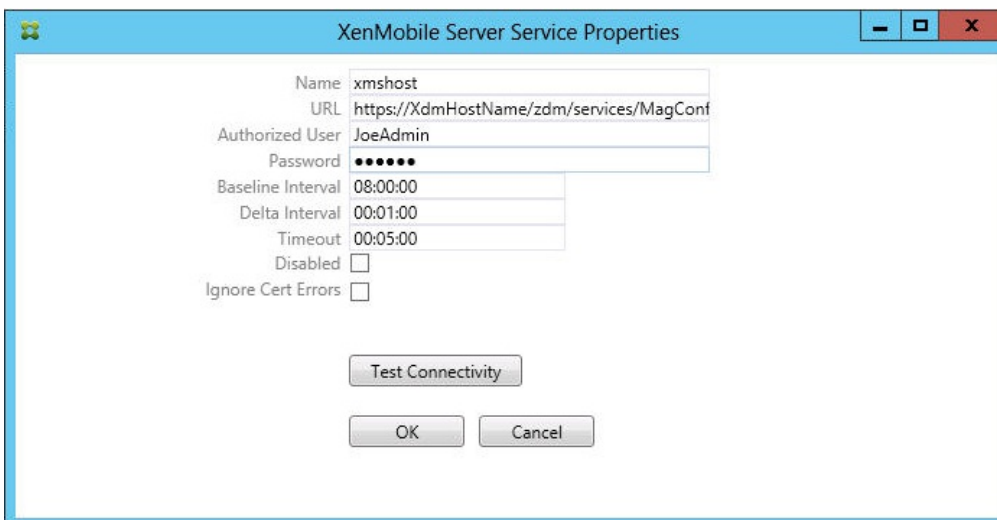 XenMobile Server Service Properties
Name xmshost
URL https://XdmHostName/zdm/services/MagConf
Authorized User JoeAdmin
Password ●●●●●●
Baseline Interval 08:00:00
Delta Interval 00:01:00
Timeout 00:05:00
Disabled
Ignore Cert Errors
Test Connectivity
OK Cancel